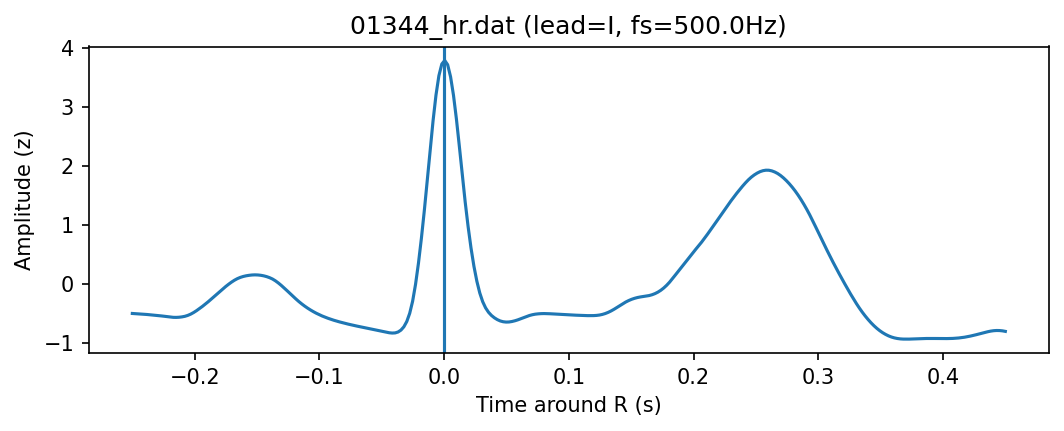 01344_hr.dat (lead=I, fs=500.0Hz)
Amplitude (z)
4
3
2
1
0
−1
−0.2 −0.1 0.0 0.1 0.2 0.3 0.4
Time around R (s)